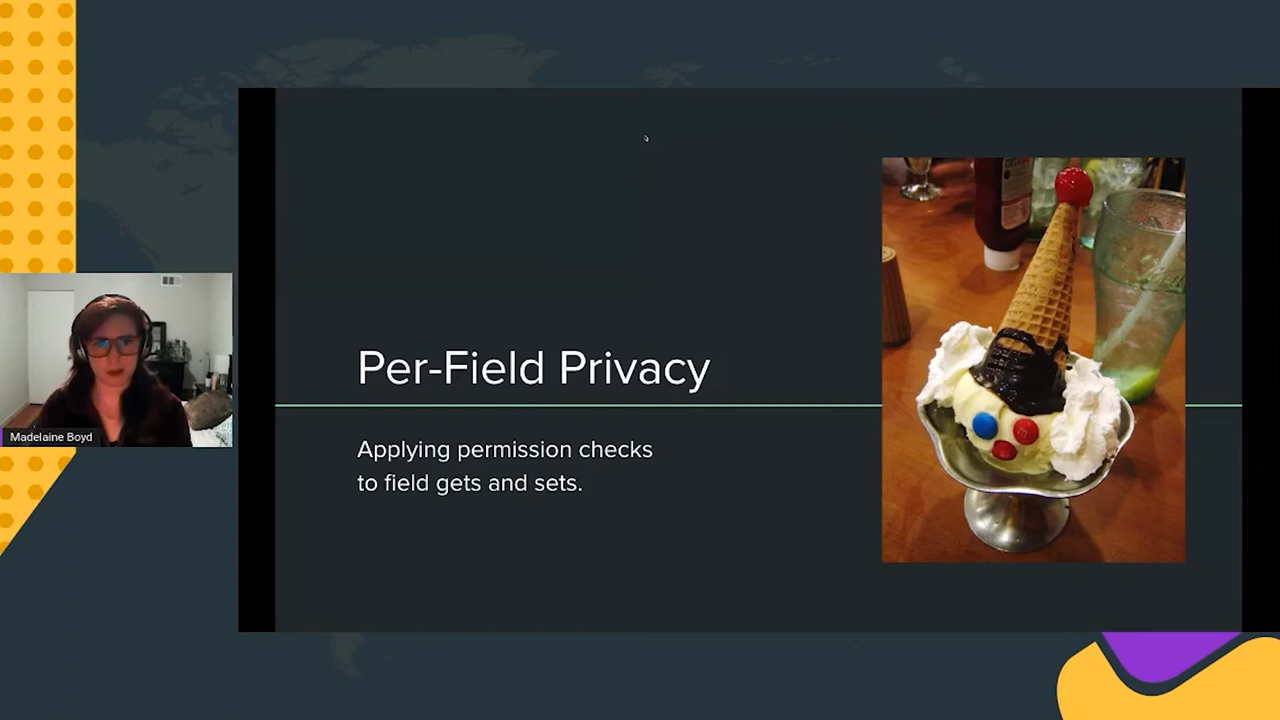 Per-Field Privacy
Applying permission checks
to field gets and sets.
Madelaine Boyd